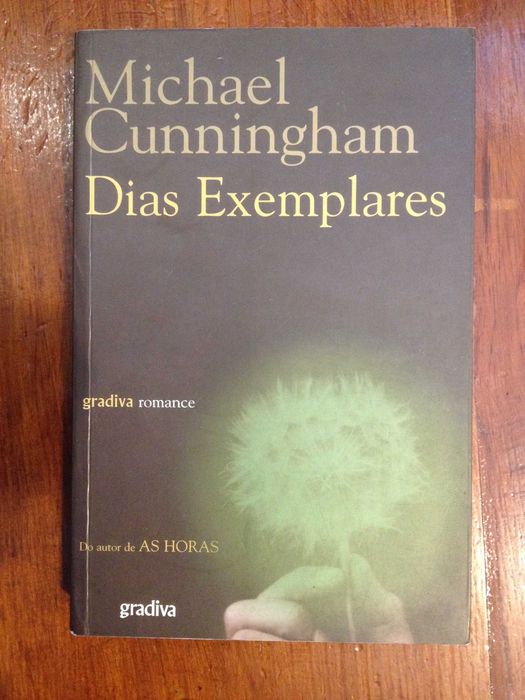 Michael
Cunningham
Dias Exemplares
gradiva romance
Do autor de AS HORAS
gradiva